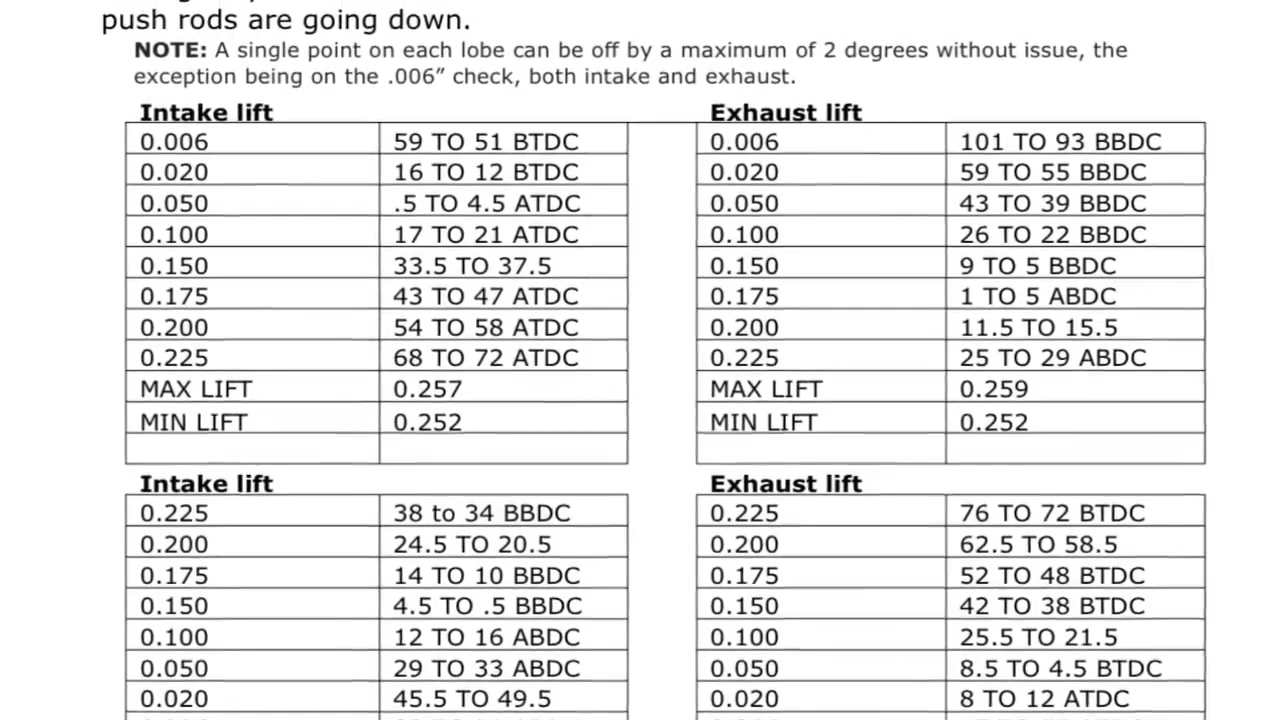 push rods are going down.
NOTE: A single point on each lobe can be off by a maximum of 2 degrees without issue, the
exception being on the .006” check, both intake and exhaust.
Intake lift Exhaust lift
0.006 59 TO 51 BTDC 0.006 101 TO 93 BBDC
0.020 16 TO 12 BTDC 0.020 59 TO 55 BBDC
0.050 .5 TO 4.5 ATDC 0.050 43 TO 39 BBDC
0.100 17 TO 21 ATDC 0.100 26 TO 22 BBDC
0.150 33.5 TO 37.5 0.150 9 TO 5 BBDC
0.175 43 TO 47 ATDC 0.175 1 TO 5 ABDC
0.200 54 TO 58 ATDC 0.200 11.5 TO 15.5
0.225 68 TO 72 ATDC 0.225 25 TO 29 ABDC
MAX LIFT 0.257 MAX LIFT 0.259
MIN LIFT 0.252 MIN LIFT 0.252
Intake lift Exhaust lift
0.225 38 to 34 BBDC 0.225 76 TO 72 BTDC
0.200 24.5 TO 20.5 0.200 62.5 TO 58.5
0.175 14 TO 10 BBDC 0.175 52 TO 48 BTDC
0.150 4.5 TO .5 BBDC 0.150 42 TO 38 BTDC
0.100 12 TO 16 ABDC 0.100 25.5 TO 21.5
0.050 29 TO 33 ABDC 0.050 8.5 TO 4.5 BTDC
0.020 45.5 TO 49.5 0.020 8 TO 12 ATDC